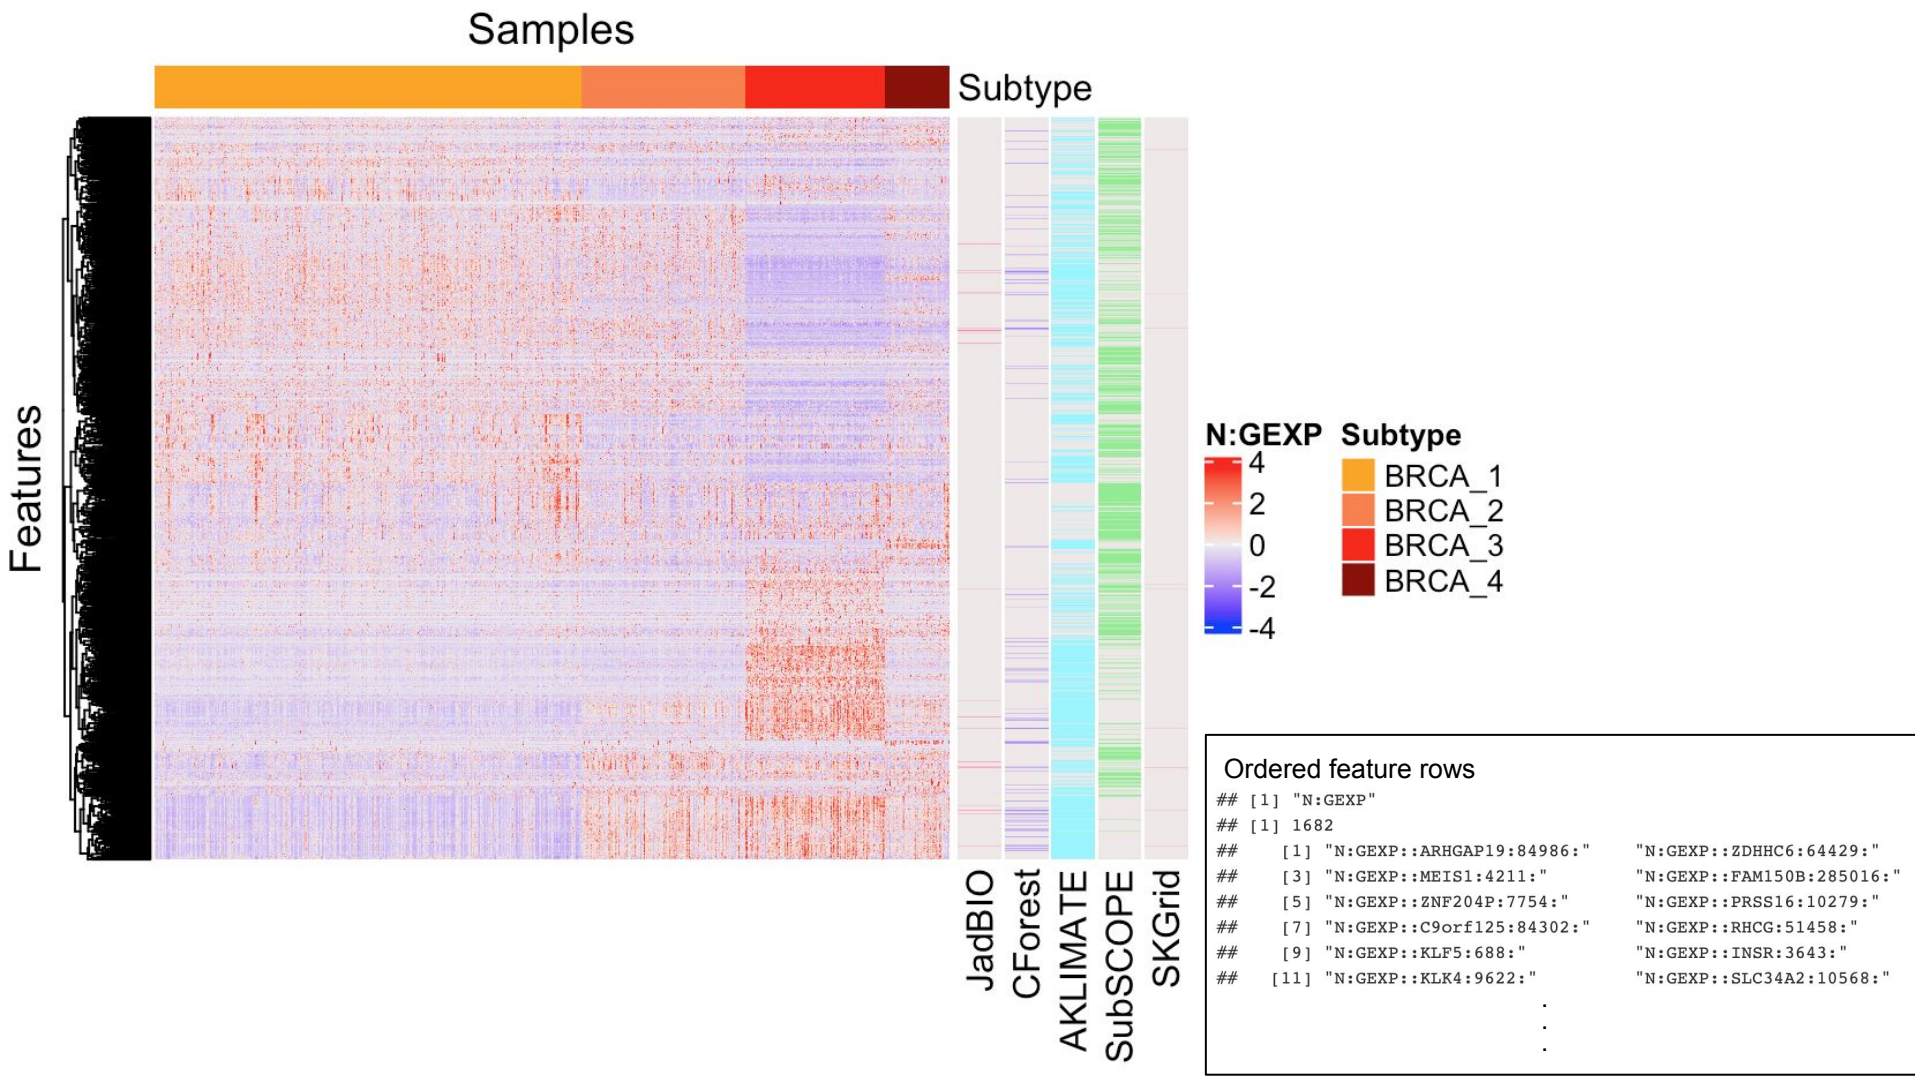 Samples
Subtype
Features
JadBIO
CForest
AKLIMATE
SubSCOPE
SKGrid
N:GEXP
4
2
0
-2
-4
Subtype
BRCA_1
BRCA_2
BRCA_3
BRCA_4
Ordered feature rows
## [1] "N:GEXP"
## [1] 1682
## [1] "N:GEXP::ARHGAP19:84986:" "N:GEXP::ZDHHC6:64429:"
## [3] "N:GEXP::MEIS1:4211:" "N:GEXP::FAM150B:285016:"
## [5] "N:GEXP::ZNF204P:7754:" "N:GEXP::PRSS16:10279:"
## [7] "N:GEXP::C9orf125:84302:" "N:GEXP::RHCG:51458:"
## [9] "N:GEXP::KLF5:688:" "N:GEXP::INSR:3643:"
## [11] "N:GEXP::KLK4:9622:" "N:GEXP::SLC34A2:10568:"
.
.
.